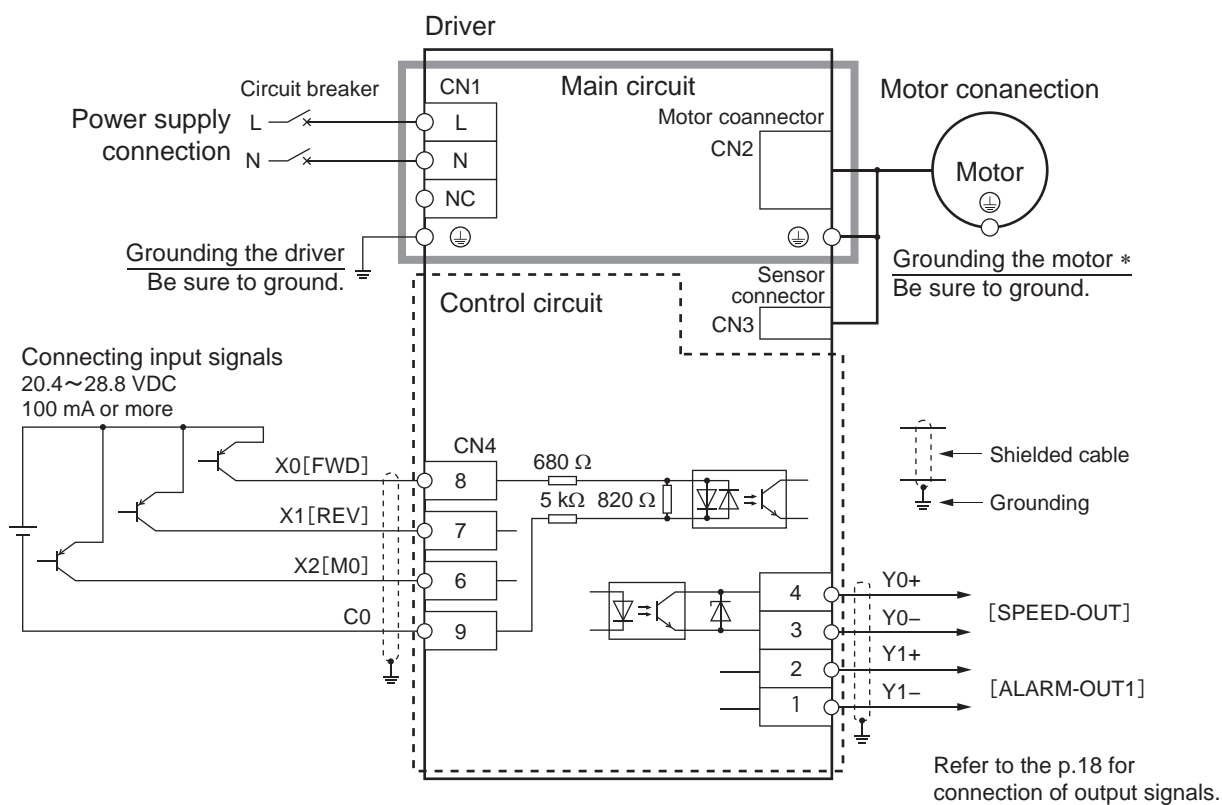 Driver
Main circuit
Circuit breaker
CN1
Motor conanection
Power supply
connection
L
L
N
N
NC
Motor coannector
CN2
Motor
Grounding the driver
Be sure to ground.
Grounding the motor *
Be sure to ground.
Sensor
connector
CN3
Control circuit
Connecting input signals
20.4～28.8 VDC
100 mA or more
CN4
X0[FWD]
8
680 Ω
5 kΩ
820 Ω
X1[REV]
7
X2[M0]
6
C0
9
Shielded cable
Grounding
4
Y0+
[SPEED-OUT]
3
Y0−
2
Y1+
[ALARM-OUT1]
1
Y1−
Refer to the p.18 for
connection of output signals.